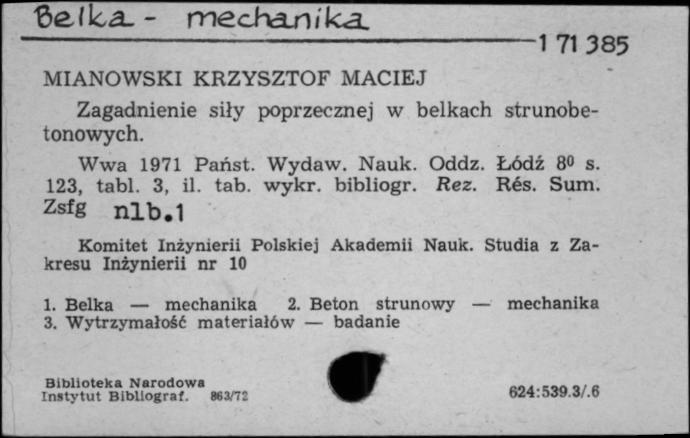 Belka - mechanika
171385
MIANOWSKI KRZYSZTOF MACIEJ
Zagadnienie siły poprzecznej w belkach strunobe-
tonowych.
Wwa 1971 Państ. Wydaw. Nauk. Oddz. Łódź 8⁰ s.
123, tabl. 3, il. tab. wykr. bibliogr. Rez. Rés. Sum.
Zsfg nlb.1
Komitet Inżynierii Polskiej Akademii Nauk. Studia z Za-
kresu Inżynierii nr 10
1. Belka — mechanika 2. Beton strunowy — mechanika
3. Wytrzymałość materiałów — badanie
Biblioteka Narodowa
Instytut Bibliograf. 863/72
624:539.3/.6